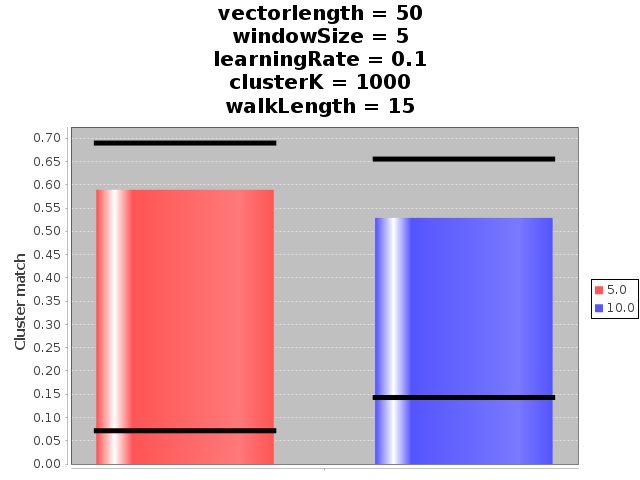 vectorlength = 50
windowSize = 5
learningRate = 0.1
clusterK = 1000
walkLength = 15
0.70
0.65
0.60
0.55
0.50
0.45
0.40
0.35
0.30
0.25
0.20
0.15
0.10
0.05
0.00
Cluster match
5.0
10.0